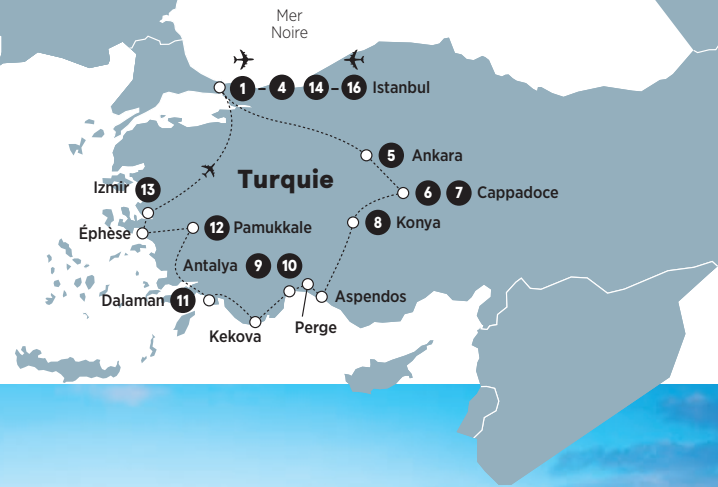 Mer
Noire
1 - 4 14 - 16 Istanbul
5 Ankara
Turquie
6 7 Cappadoce
Izmir 13
8 Konya
Éphèse
12 Pamukkale
Antalya 9 10
Dalaman 11
Aspendos
Perge
Kekova